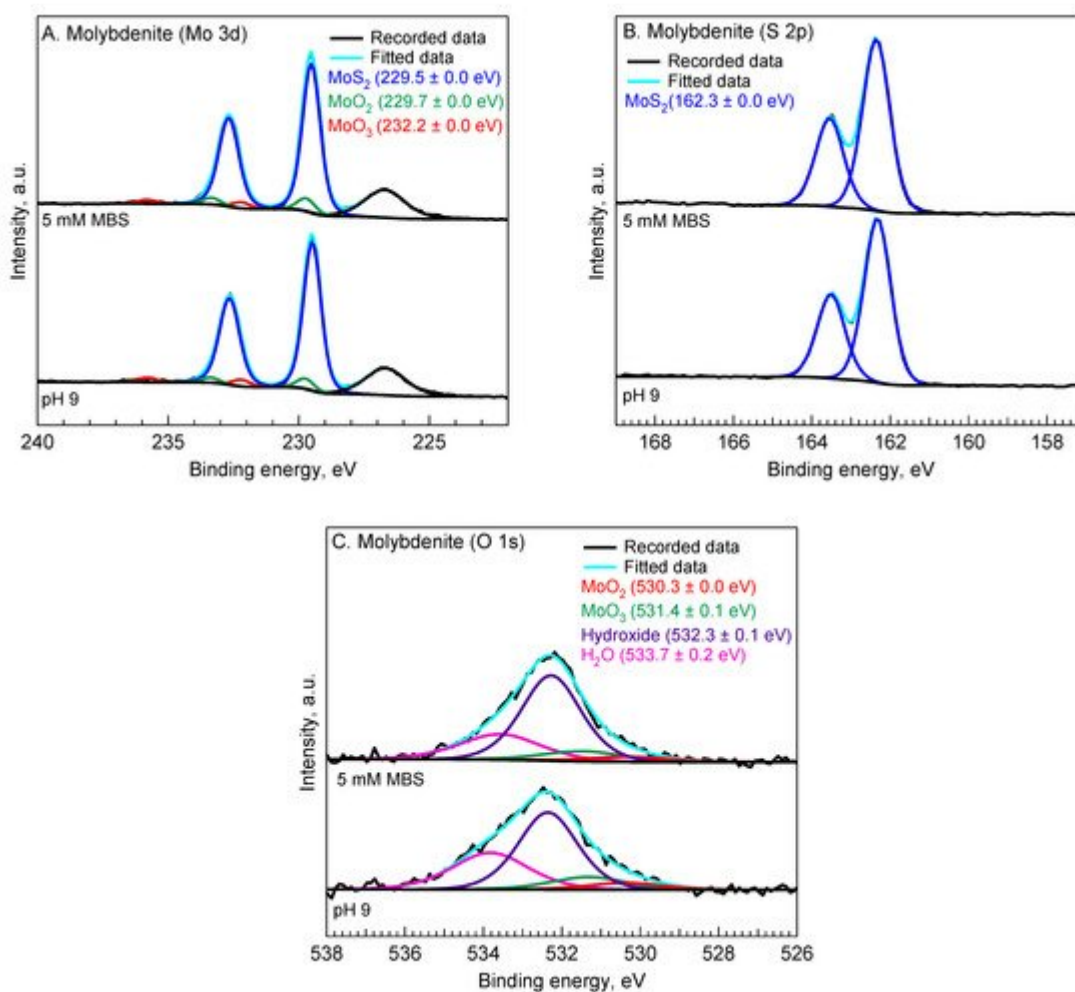 A. Molybdenite (Mo 3d)
Recorded data
Fitted data
MoS₂ (229.5 ± 0.0 eV)
MoO₂ (229.7 ± 0.0 eV)
MoO₃ (232.2 ± 0.0 eV)
Intensity, a.u.
5 mM MBS
pH 9
240 235 230 225
Binding energy, eV
B. Molybdenite (S 2p)
Recorded data
Fitted data
MoS₂(162.3 ± 0.0 eV)
Intensity, a.u.
5 mM MBS
pH 9
168 166 164 162 160 158
Binding energy, eV
C. Molybdenite (O 1s)
Recorded data
Fitted data
MoO₂ (530.3 ± 0.0 eV)
MoO₃ (531.4 ± 0.1 eV)
Hydroxide (532.3 ± 0.1 eV)
H₂O (533.7 ± 0.2 eV)
Intensity, a.u.
5 mM MBS
pH 9
538 536 534 532 530 528 526
Binding energy, eV